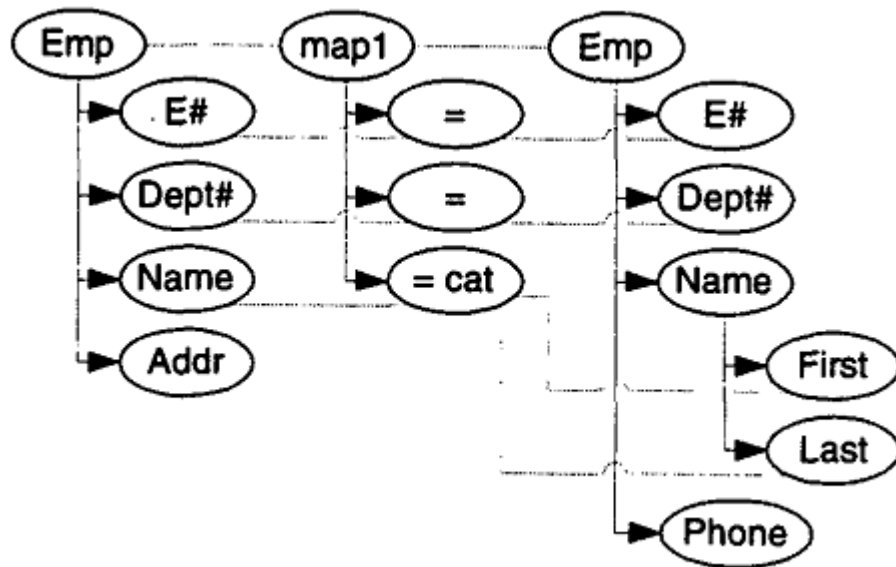 Emp map1 Emp
E# = E#
Dept# = Dept#
Name = cat Name
Addr First
Last
Phone